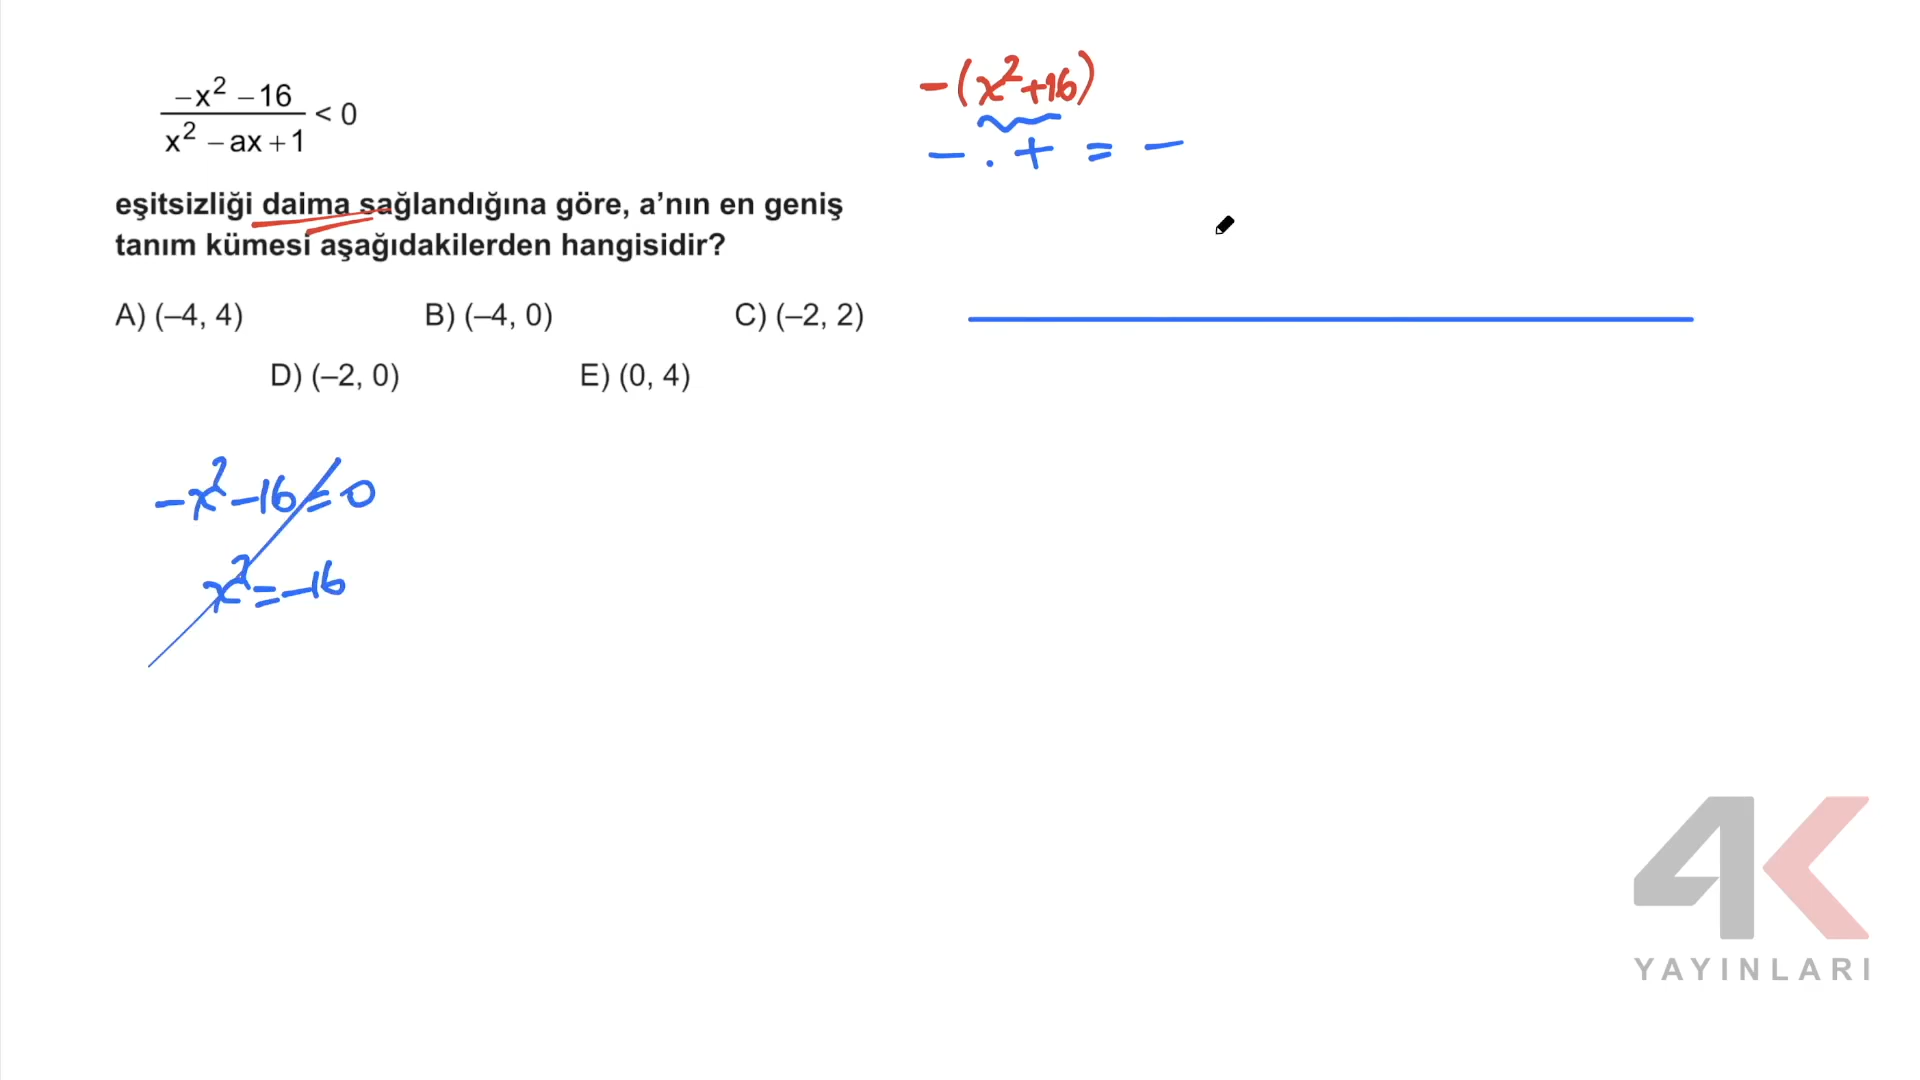 -x² - 16
x² - ax + 1
< 0
eşitsizliği daima sağlandığına göre, a'nın en geniş
tanım kümesi aşağıdakilerden hangisidir?
A) (–4, 4) B) (–4, 0) C) (–2, 2)
D) (–2, 0) E) (0, 4)
-x²-16=0
x²=-16
-(x²+16)
- . + = -
4K
YAYINLARI